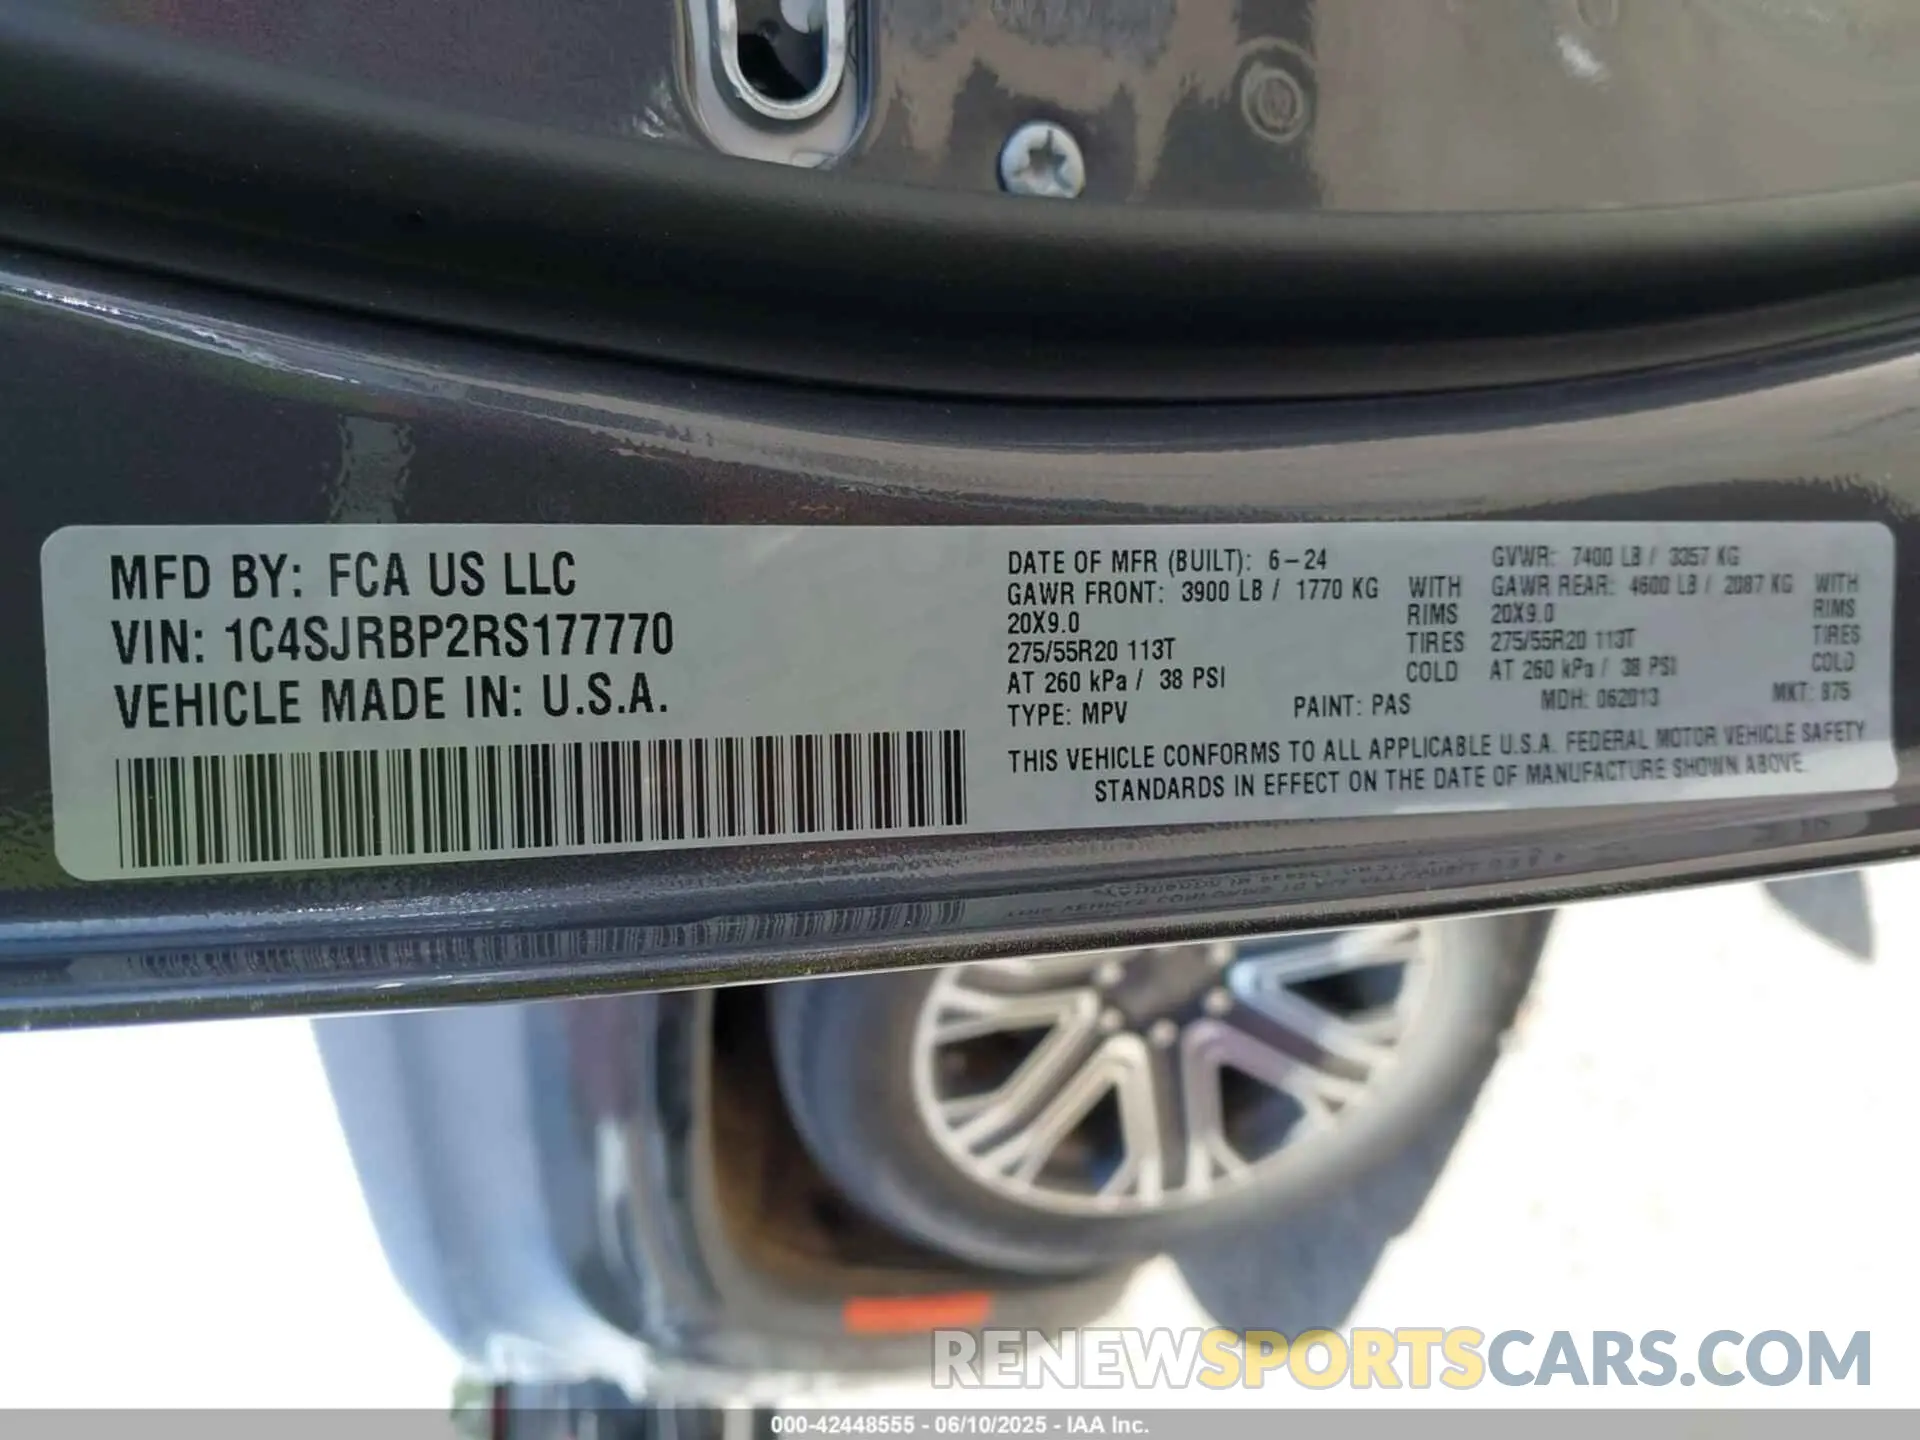 MFD BY: FCA US LLC
VIN: 1C4SJRBP2RS177770
VEHICLE MADE IN: U.S.A.
DATE OF MFR (BUILT): 6-24 GVWR: 7400 LB / 3357 KG
GAWR FRONT: 3900 LB / 1770 KG WITH GAWR REAR: 4600 LB / 2087 KG WITH
20X9.0 RIMS 20X9.0 RIMS
275/55R20 113T TIRES 275/55R20 113T TIRES
AT 260 kPa / 38 PSI COLD AT 260 kPa / 38 PSI COLD
TYPE: MPV PAINT: PAS MDH: 062013 MKT: 975
THIS VEHICLE CONFORMS TO ALL APPLICABLE U.S.A. FEDERAL MOTOR VEHICLE SAFETY
STANDARDS IN EFFECT ON THE DATE OF MANUFACTURE SHOWN ABOVE.
RENEWSPORTSCARS.COM
000-42448555 - 06/10/2025 - IAA Inc.